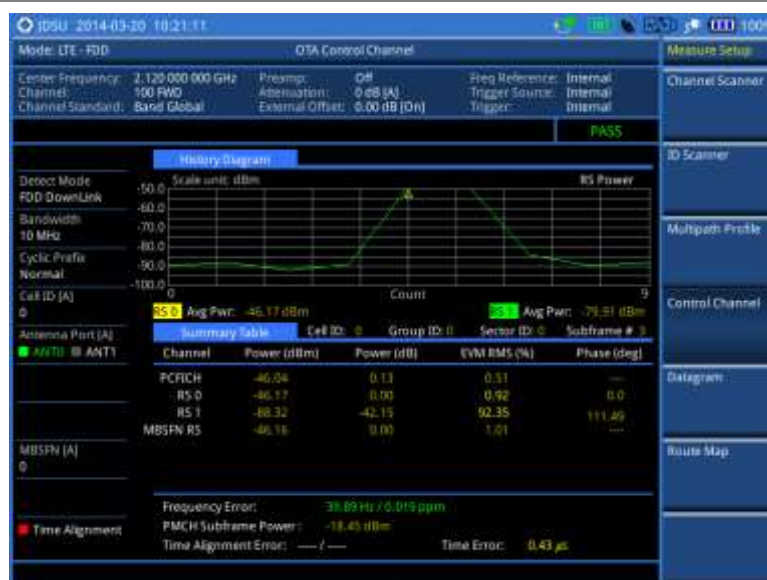 JDSU 2014-03-20 10:21:11
100%
Mode: LTE - FDD
OTA Control Channel
Measure Setup
Center Frequency: 2.120 000 000 GHz
Channel: 100 FWD
Channel Standard: Band Global
Preamp: Off
Attenuation: 0 dB [A]
External Offset: 0.00 dB [On]
Freq Reference: Internal
Trigger Source: Internal
Trigger: Internal
PASS
Channel Scanner
ID Scanner
Multipath Profile
Control Channel
Datagram
Route Map
Detect Mode
FDD DownLink
Bandwidth
10 MHz
Cyclic Prefix
Normal
Cell ID [A]
0
Antenna Port [A]
ANT0 ANT1
MBSFN [A]
0
Time Alignment
History Diagram
Scale unit: dBm RS Power
-50.0
-60.0
-70.0
-80.0
-90.0
-100.0
0 Count 9
RS 0 Avg Pwr: -46.17 dBm RS 1 Avg Pwr: -79.91 dBm
Summary Table Cell ID: 0 Group ID: 0 Sector ID: 0 Subframe # 3
Channel Power (dBm) Power (dB) EVM RMS (%) Phase (deg)
PCFICH -46.04 0.13 0.51 ----
RS 0 -46.17 0.00 0.92 0.0
RS 1 -88.32 -42.15 92.35 111.49
MBSFN RS -46.16 0.00 1.01 ----
Frequency Error: 39.89 Hz / 0.019 ppm
PMCH Subframe Power: -18.45 dBm
Time Alignment Error: ---- / ---- Time Error: 0.43 µs